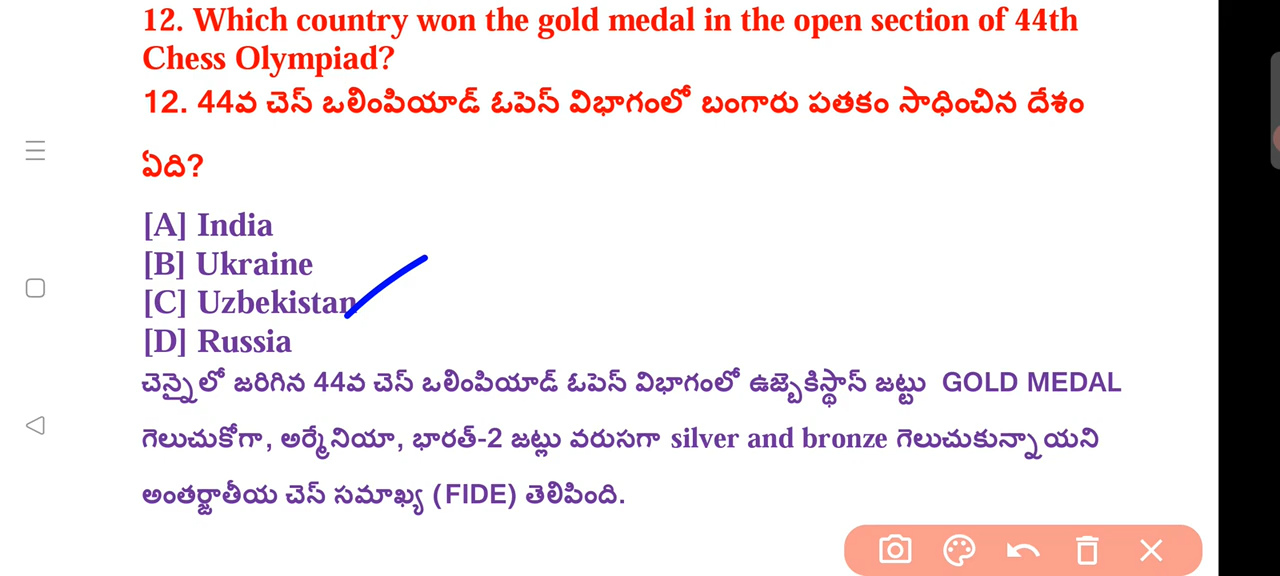 12. Which country won the gold medal in the open section of 44th
Chess Olympiad?
12. 44వ చెస్ ఒలింపియాడ్ ఓపెన్ విభాగంలో బంగారు పతకం సాధించిన దేశం
ఏది?
[A] India
[B] Ukraine
[C] Uzbekistan
[D] Russia
చెన్నైలో జరిగిన 44వ చెస్ ఒలింపియాడ్ ఓపెన్ విభాగంలో ఉజ్బెకిస్థాన్ జట్టు GOLD MEDAL
గెలుచుకోగా, అర్మేనియా, భారత్-2 జట్లు వరుసగా silver and bronze గెలుచుకున్నాయని
అంతర్జాతీయ చెస్ సమాఖ్య (FIDE) తెలిపింది.